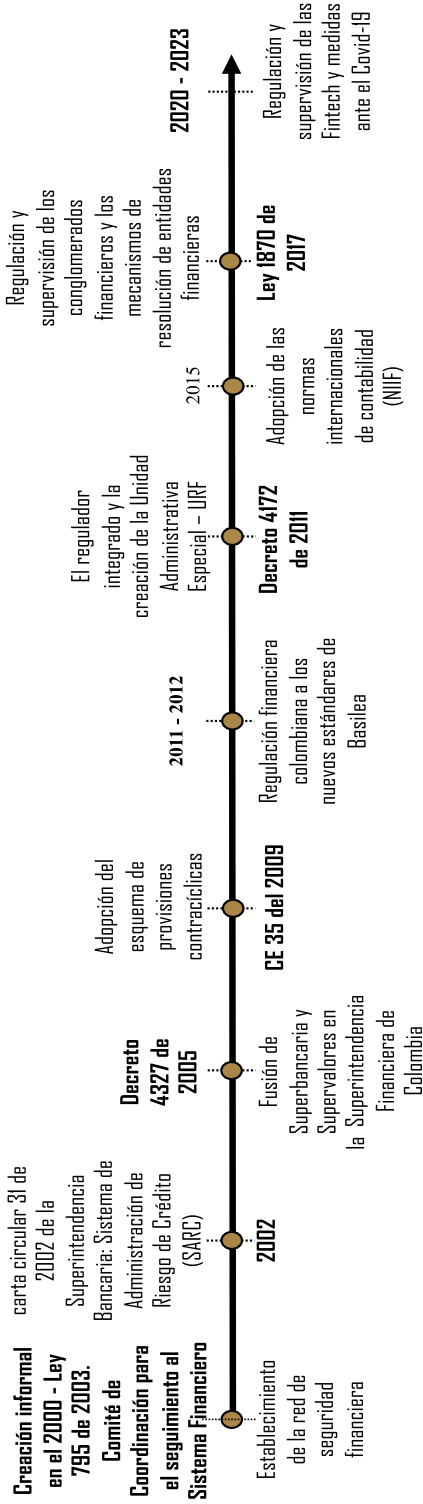 Creación informal
en el 2000 - Ley
795 de 2003.
Comité de
Coordinación para
el seguimiento al
Sistema Financiero
Establecimiento
de la red de
seguridad
financiera
carta circular 31 de
2002 de la
Superintendencia
Bancaria: Sistema de
Administración de
Riesgo de Crédito
(SARC)
2002
Decreto
4327 de
2005
Fusión de
Superbancaria y
Supervalores en
la Superintendencia
Financiera de
Colombia
Adopción del
esquema de
provisiones
contracíclicas
CE 35 del 2009
2011 - 2012
Regulación financiera
colombiana a los
nuevos estándares de
Basilea
El regulador
integrado y la
creación de la Unidad
Administrativa
Especial – URF
Decreto 4172
de 2011
2015
Adopción de las
normas
internacionales
de contabilidad
(NIIF)
Regulación y
supervisión de los
conglomerados
financieros y los
mecanismos de
resolución de entidades
financieras
Ley 1870 de
2017
2020 - 2023
Regulación y
supervisión de las
Fintech y medidas
ante el Covid-19